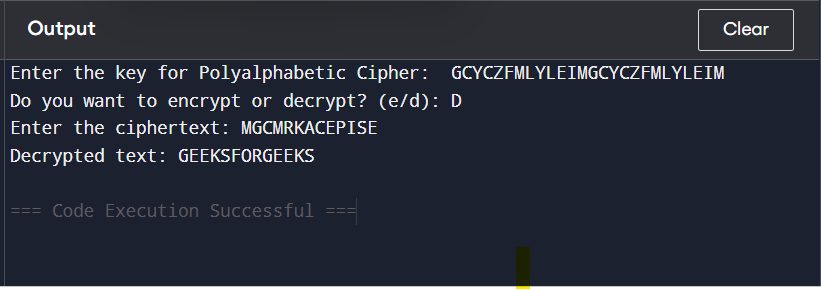 Output
Clear
Enter the key for Polyalphabetic Cipher:  GCYCZFMLYLEIMGCYCZFMLYLEIM
Do you want to encrypt or decrypt? (e/d): D
Enter the ciphertext: MGCMRKACEPISE
Decrypted text: GEEKSFORGEEKS
=== Code Execution Successful ===